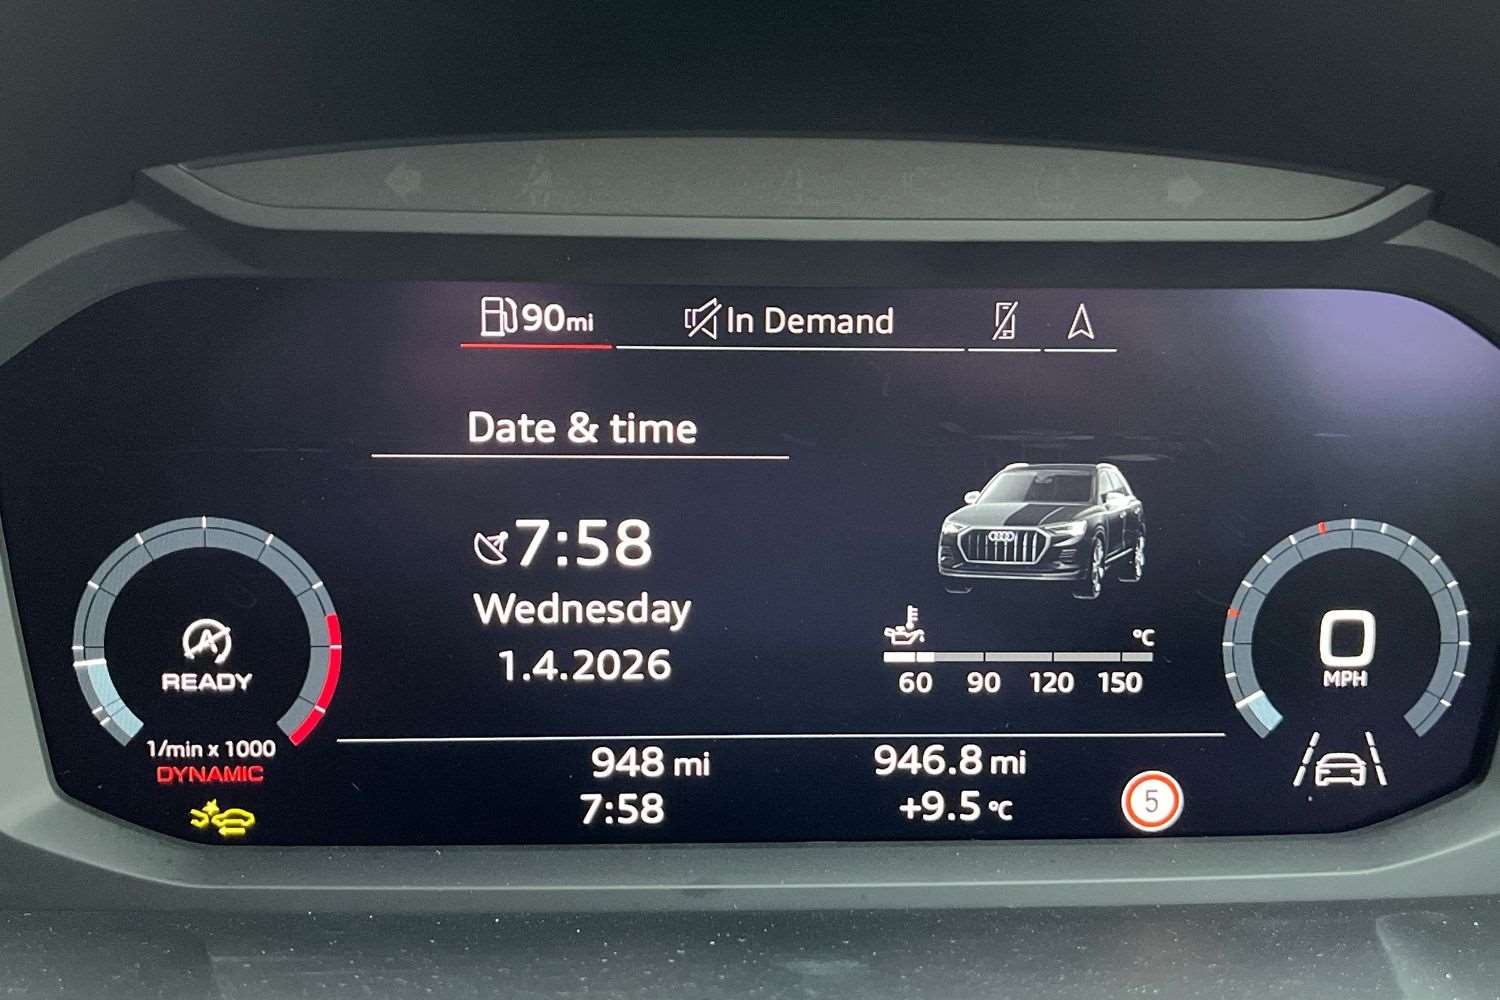 90mi
In Demand
Date & time
7:58
Wednesday
1.4.2026
°C
60 90 120 150
READY
1/min x 1000
DYNAMIC
0
MPH
948 mi
946.8 mi
7:58
+9.5 °C
5